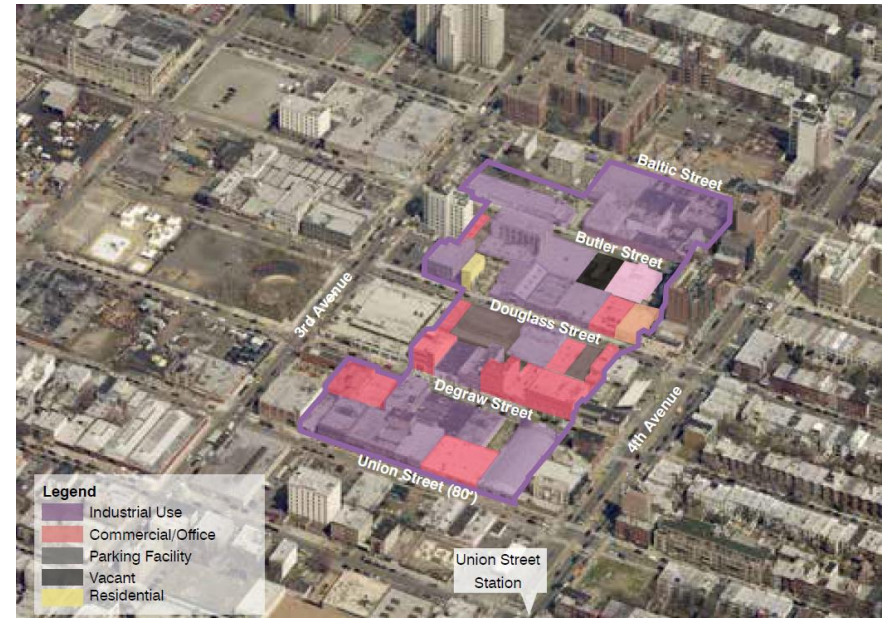 Baltic Street
Butler Street
3rd Avenue
Douglass Street
Degraw Street
4th Avenue
Union Street (80')
Legend
Industrial Use
Commercial/Office
Parking Facility
Vacant
Residential
Union Street
Station